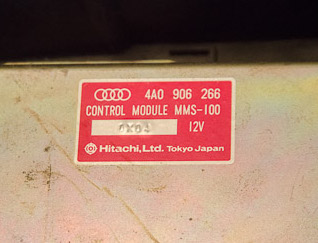 4A0 906 266
CONTROL MODULE MMS-100
12V
Hitachi, Ltd. Tokyo Japan